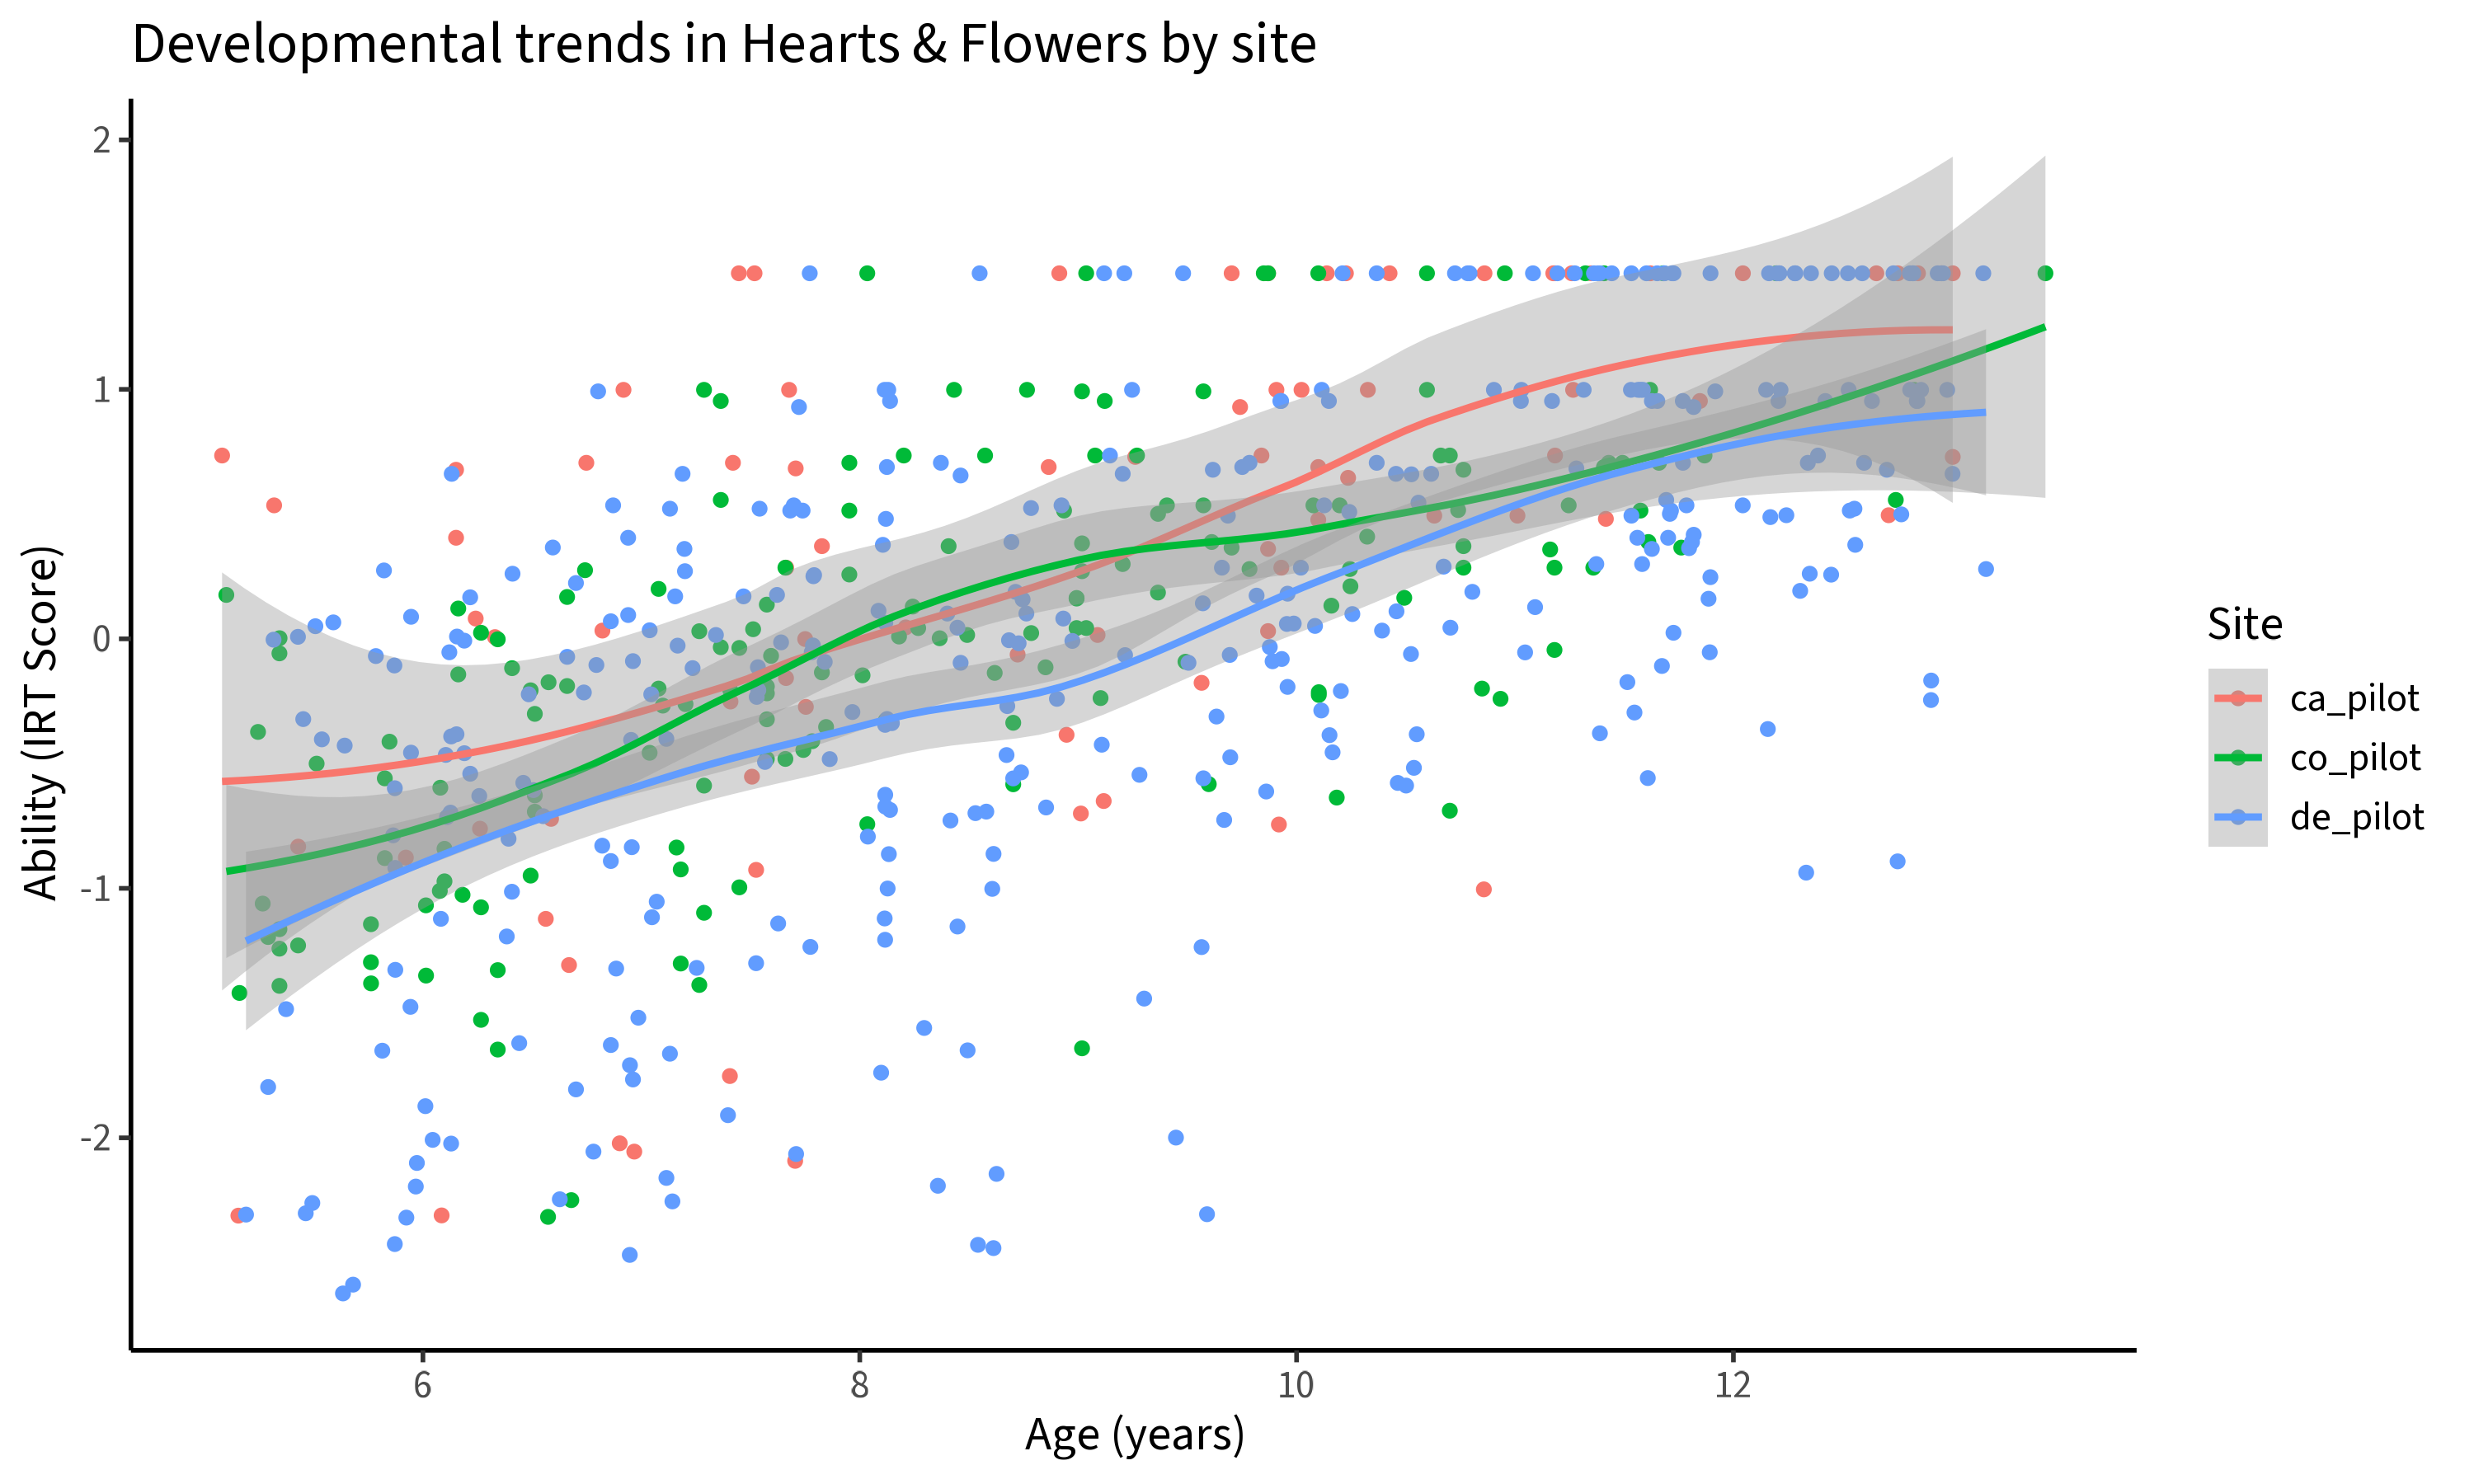 Developmental trends in Hearts & Flowers by site
2
1
0
-1
-2
Ability (IRT Score)
6
8
10
12
Age (years)
Site
ca_pilot
co_pilot
de_pilot